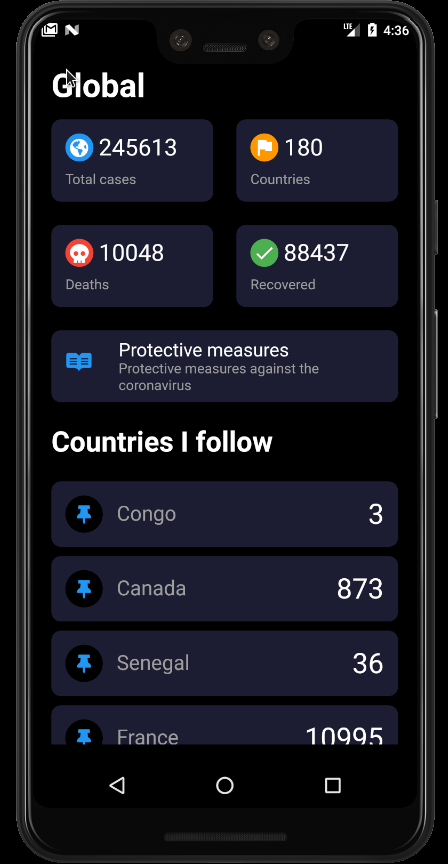 LTE 4:36
Global
245613
Total cases
180
Countries
10048
Deaths
88437
Recovered
Protective measures
Protective measures against the
coronavirus
Countries I follow
Congo 3
Canada 873
Senegal 36
France 10995